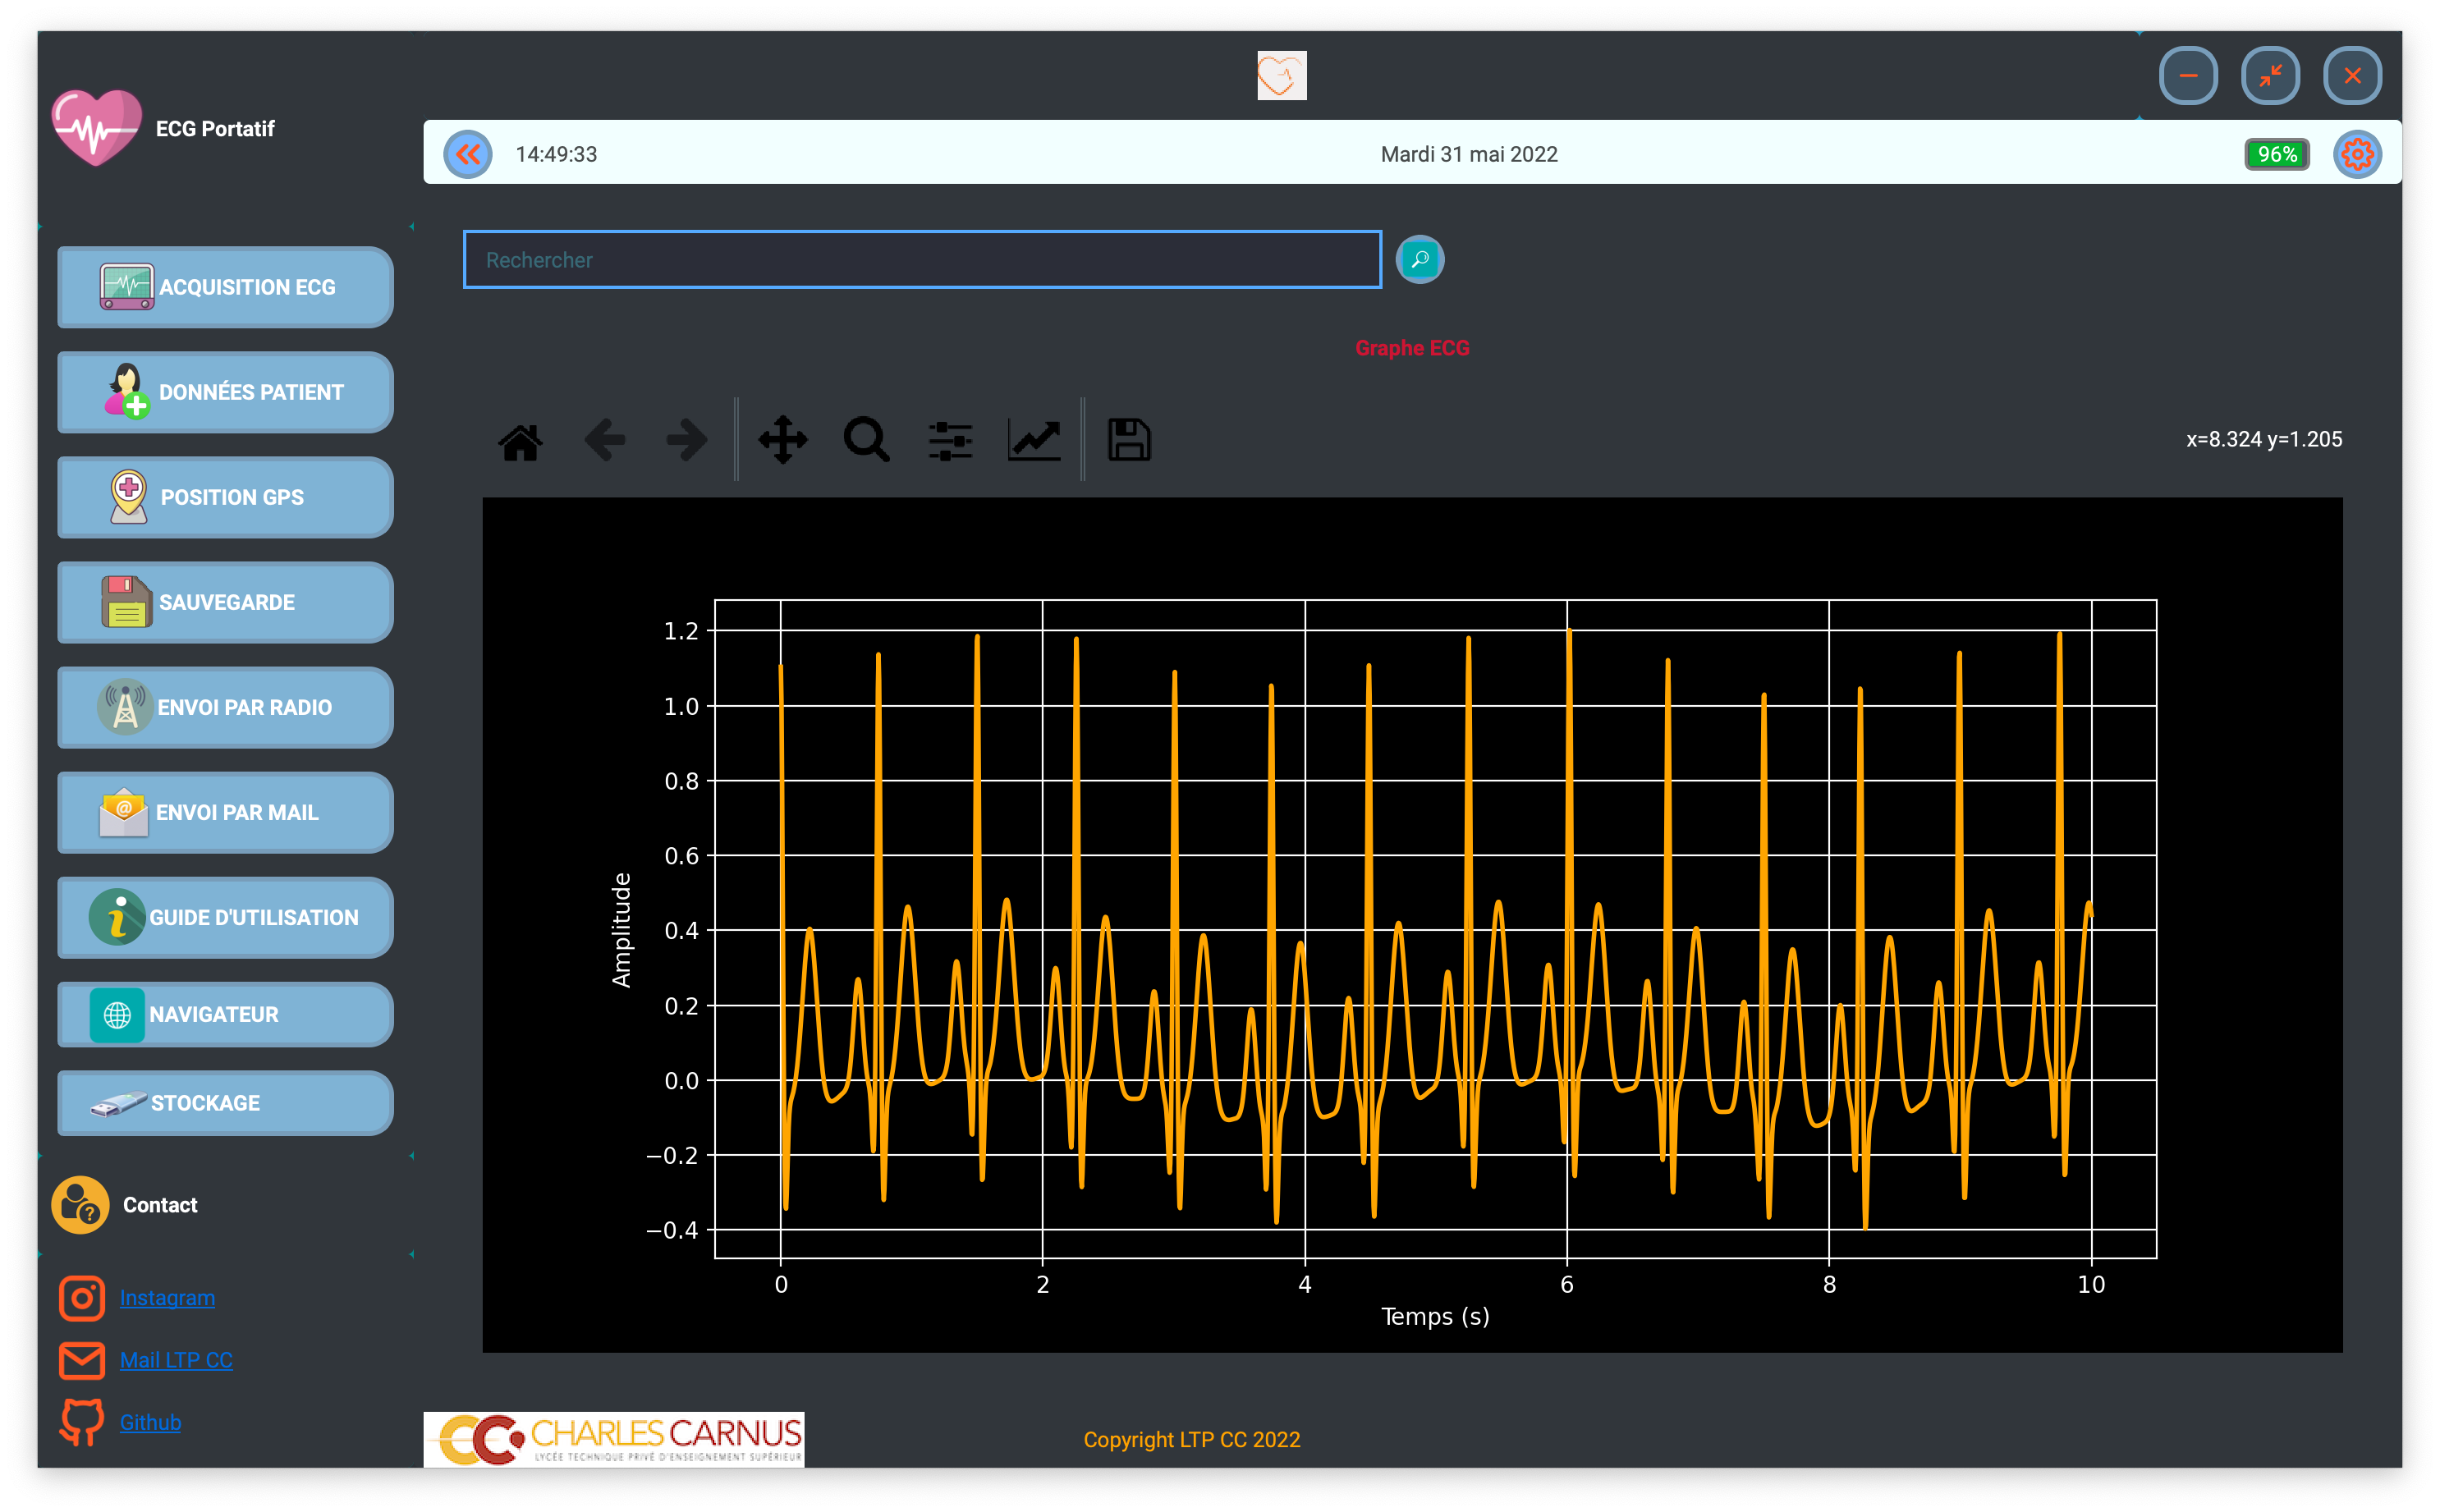 ECG Portatif
14:49:33
Mardi 31 mai 2022
96%
Rechercher
Graphe ECG
x=8.324 y=1.205
ACQUISITION ECG
DONNÉES PATIENT
POSITION GPS
SAUVEGARDE
ENVOI PAR RADIO
ENVOI PAR MAIL
GUIDE D'UTILISATION
NAVIGATEUR
STOCKAGE
Contact
Instagram
Mail LTP CC
Github
1.2
1.0
0.8
0.6
0.4
0.2
0.0
−0.2
−0.4
Amplitude
0 2 4 6 8 10
Temps (s)
CHARLES CARNUS
LYCÉE TECHNIQUE PRIVÉ D'ENSEIGNEMENT SUPÉRIEUR
Copyright LTP CC 2022